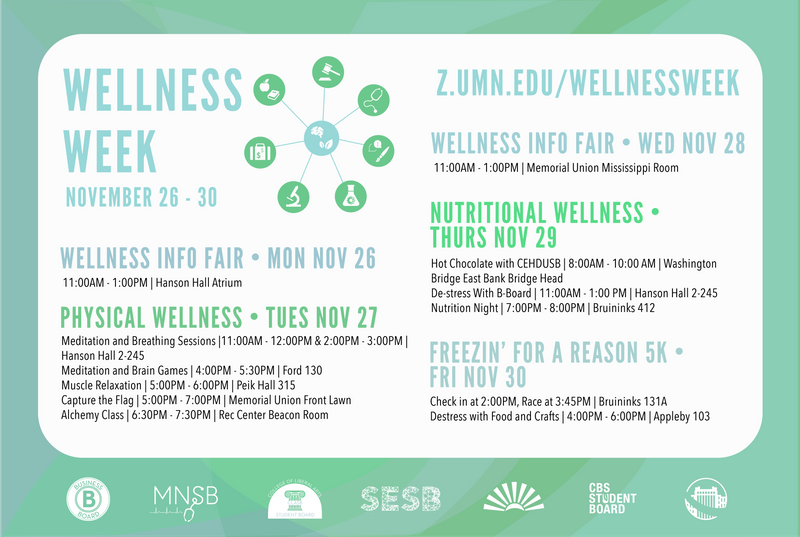 WELLNESS
WEEK
NOVEMBER 26 - 30
WELLNESS INFO FAIR • MON NOV 26
11:00AM - 1:00PM | Hanson Hall Atrium
PHYSICAL WELLNESS • TUES NOV 27
Meditation and Breathing Sessions |11:00AM - 12:00PM & 2:00PM - 3:00PM |
Hanson Hall 2-245
Meditation and Brain Games | 4:00PM - 5:30PM | Ford 130
Muscle Relaxation | 5:00PM - 6:00PM | Peik Hall 315
Capture the Flag | 5:00PM - 7:00PM | Memorial Union Front Lawn
Alchemy Class | 6:30PM - 7:30PM | Rec Center Beacon Room
Z.UMN.EDU/WELLNESSWEEK
WELLNESS INFO FAIR • WED NOV 28
11:00AM - 1:00PM | Memorial Union Mississippi Room
NUTRITIONAL WELLNESS •
THURS NOV 29
Hot Chocolate with CEHDUSB | 8:00AM - 10:00 AM | Washington
Bridge East Bank Bridge Head
De-stress With B-Board | 11:00AM - 1:00 PM | Hanson Hall 2-245
Nutrition Night | 7:00PM - 8:00PM | Bruininks 412
FREEZIN' FOR A REASON 5K •
FRI NOV 30
Check in at 2:00PM, Race at 3:45PM | Bruininks 131A
Destress with Food and Crafts | 4:00PM - 6:00PM | Appleby 103
BUSINESS
B
BOARD
MNSB
COLLEGE OF LIBERAL ARTS
STUDENT BOARD
SESB
CBS
STUDENT
BOARD